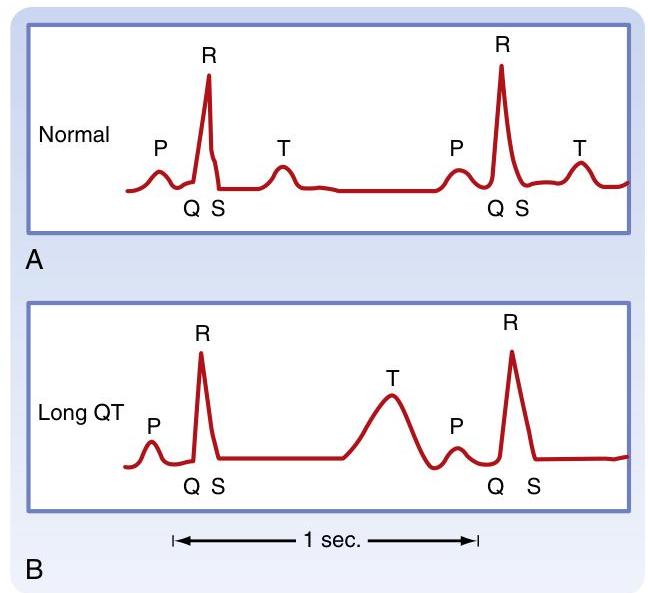 R R
Normal P T P T
Q S Q S
A
R R
T
Long QT P P
Q S Q S
1 sec.
B